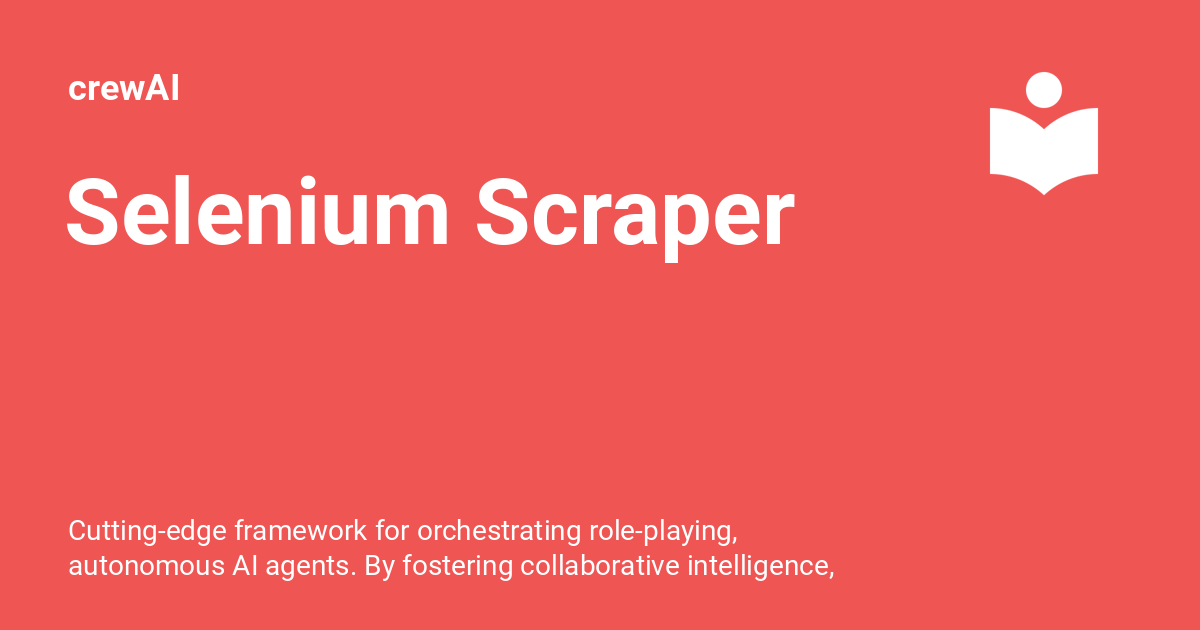 crewAI
Selenium Scraper
Cutting-edge framework for orchestrating role-playing,
autonomous AI agents. By fostering collaborative intelligence,